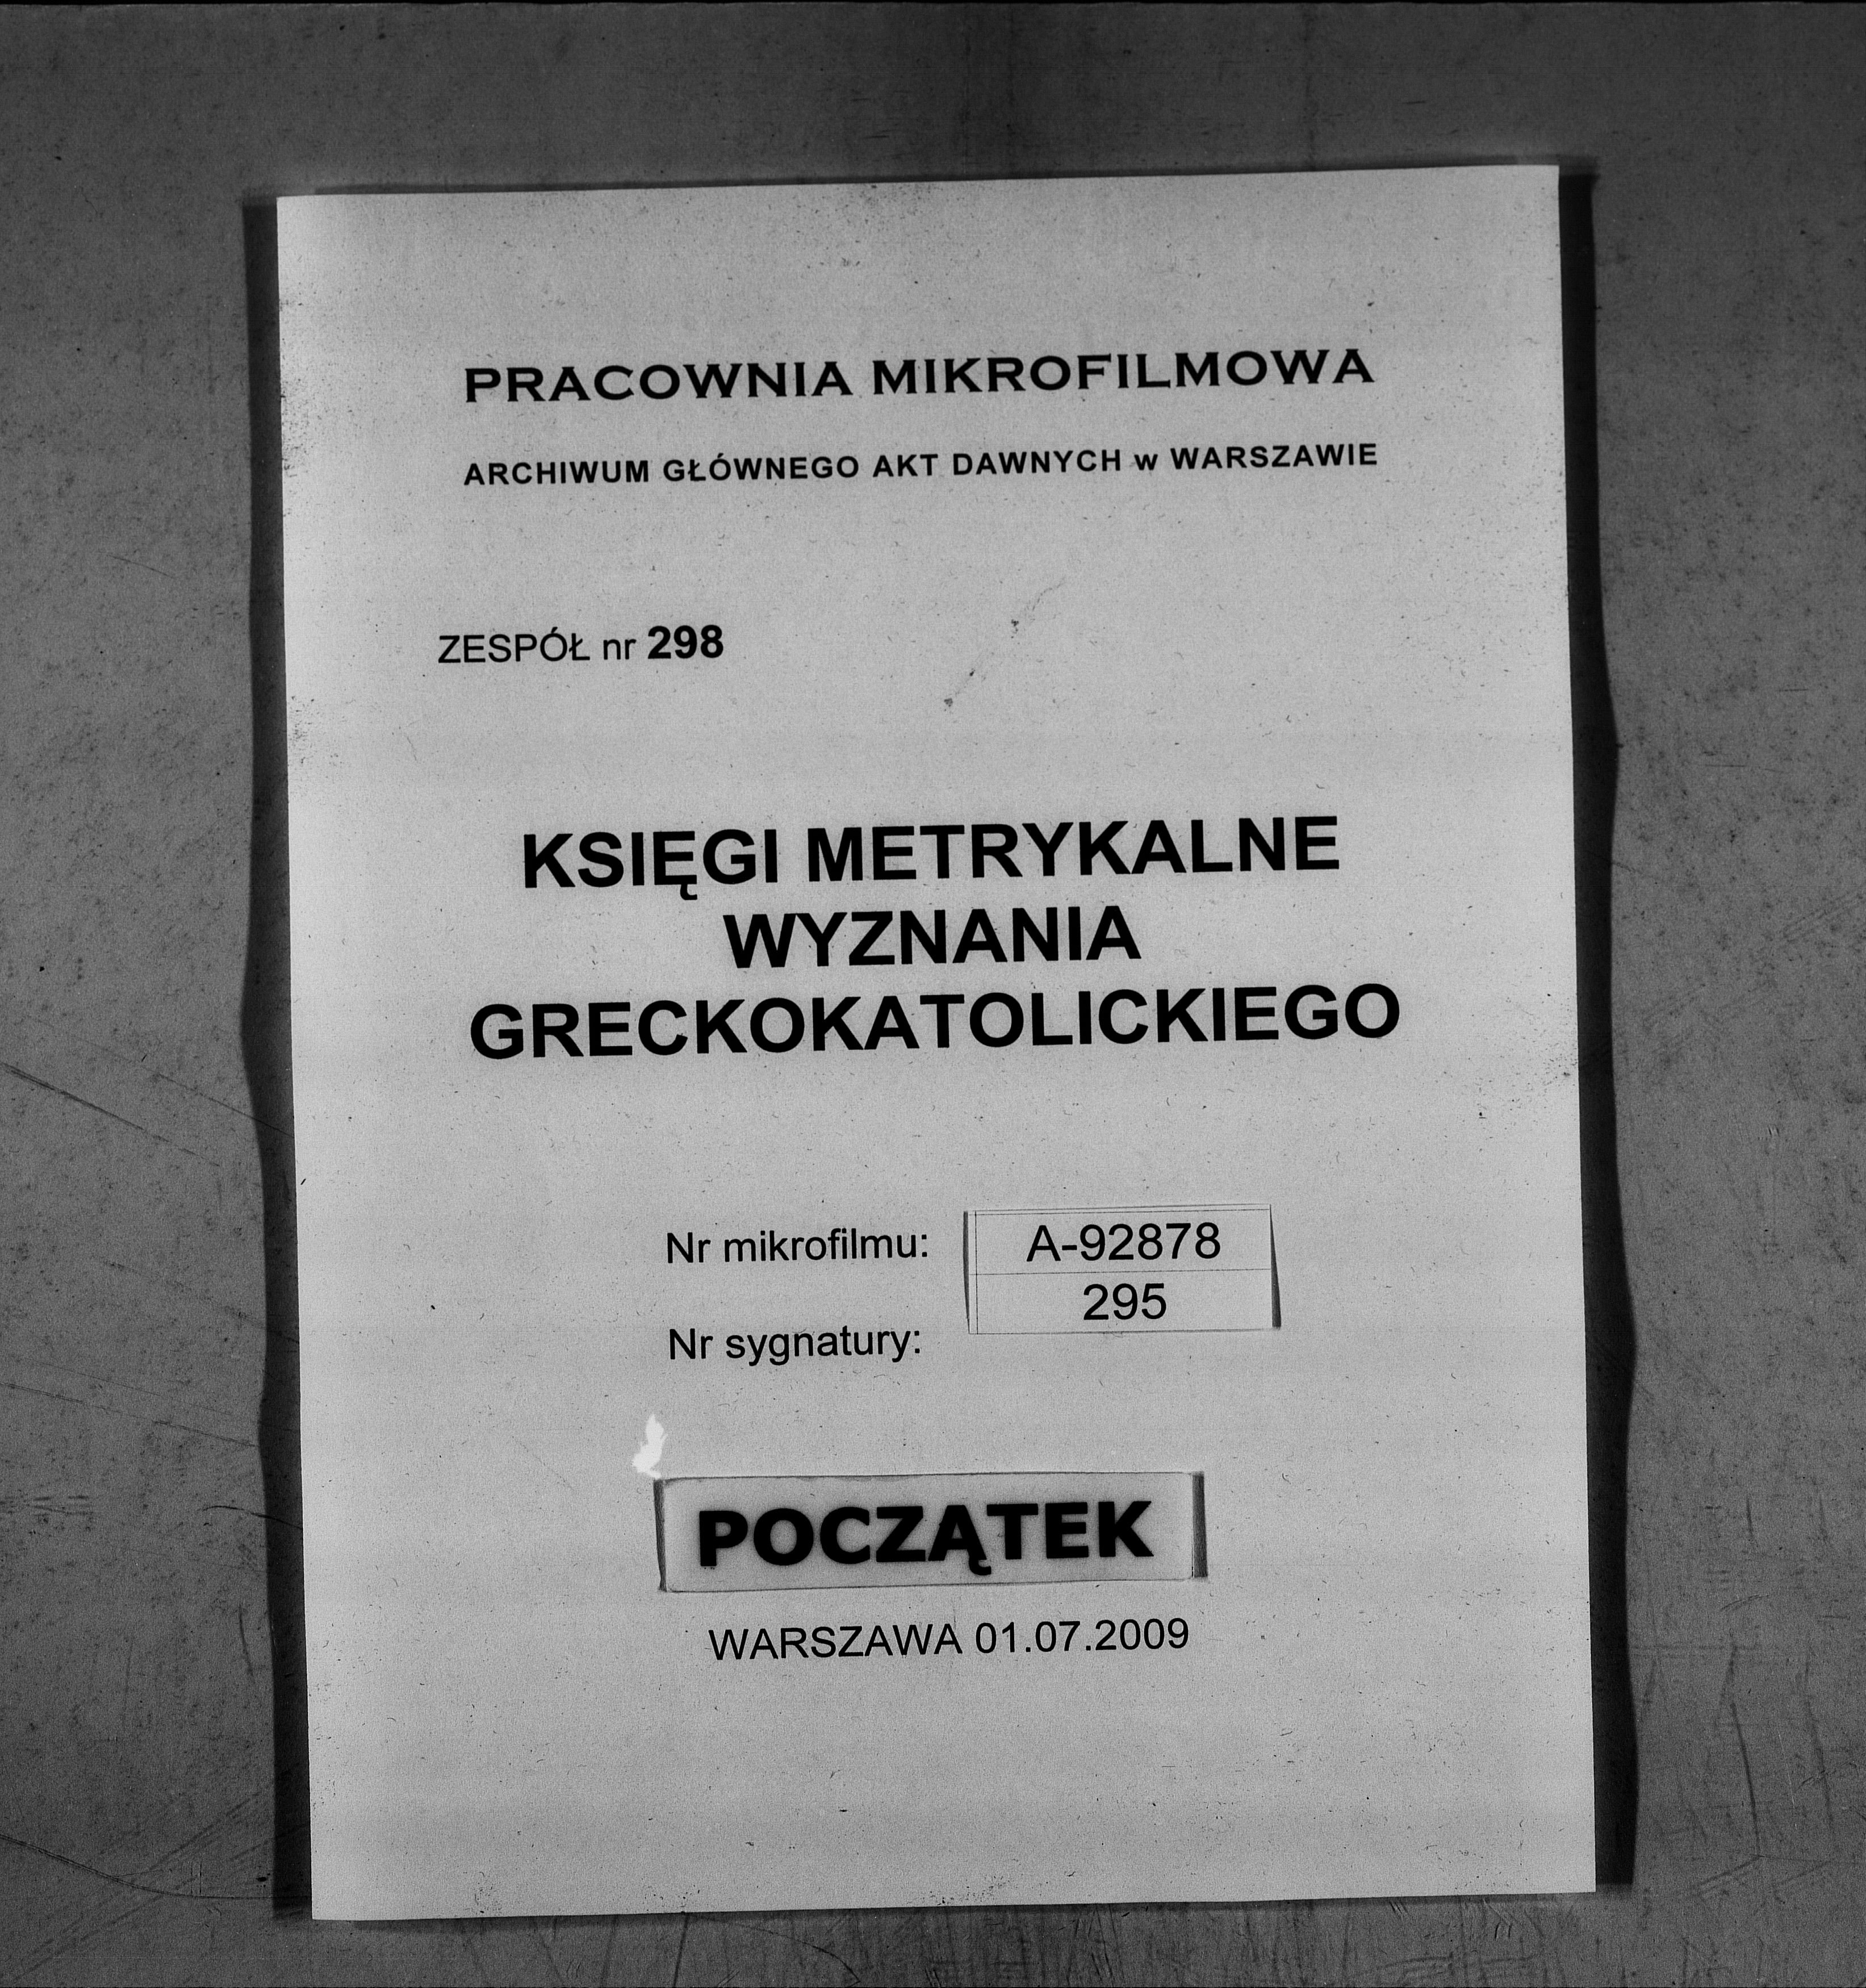 PRACOWNIA MIKROFILMOWA
ARCHIWUM GŁÓWNEGO AKT DAWNYCH w WARSZAWIE
ZESPÓŁ nr 298
KSIĘGI METRYKALNE
WYZNANIA
GRECKOKATOLICKIEGO
Nr mikrofilmu: A-92878
295
Nr sygnatury:
POCZĄTEK
WARSZAWA 01.07.2009